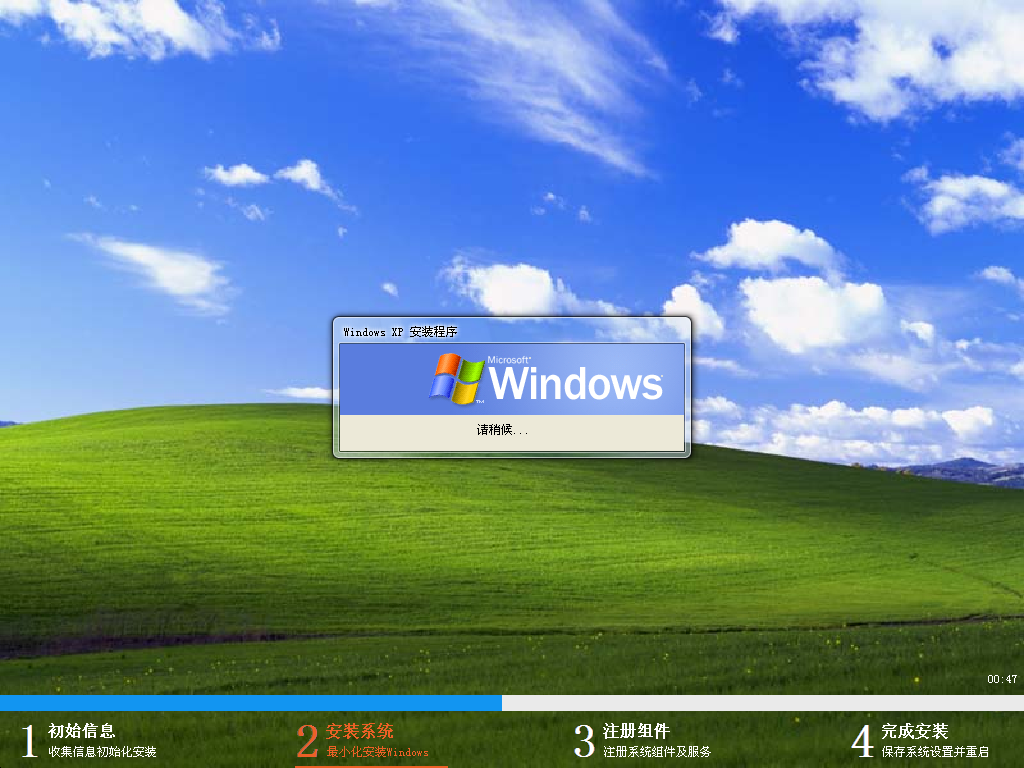 Windows XP 安装程序
Microsoft®
Windows
TM
请稍候...
00:47
1 初始信息
收集信息初始化安装
2 安装系统
最小化安装Windows
3 注册组件
注册系统组件及服务
4 完成安装
保存系统设置并重启